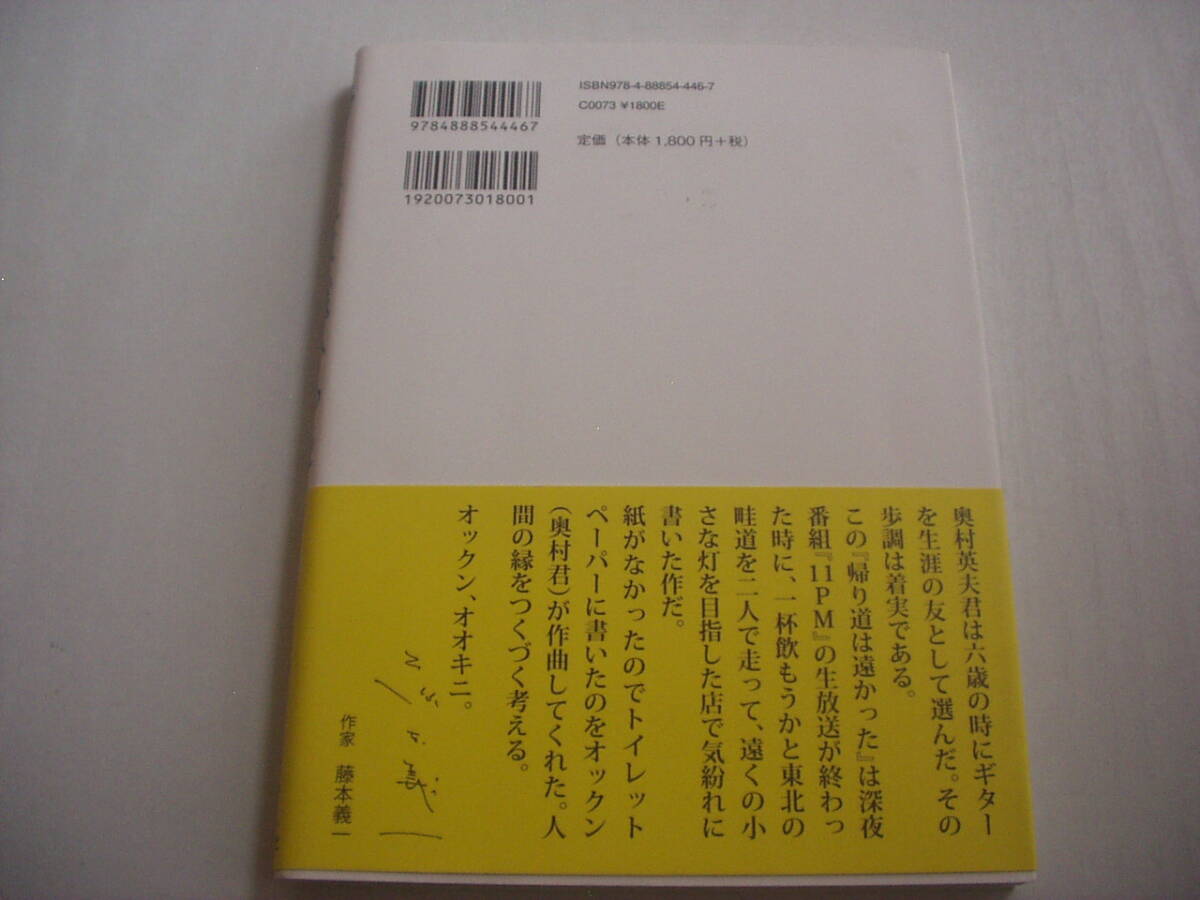 ISBN978-4-88854-446-7
C0073 ¥1800E
9784888544467
定価（本体1,800円＋税）
1920073018001
奥村英夫君は六歳の時にギター
を生涯の友として選んだ。その
歩調は着実である。
この『帰り道は遠かった』は深夜
番組『11PM』の生放送が終わっ
た時に、一杯飲もうかと東北の
畦道を二人で走って、遠くの小
さな灯を目指した店で気紛れに
書いた作だ。
紙がなかったのでトイレット
ペーパーに書いたのをオックン
（奥村君）が作曲してくれた。人
間の縁をつくづく考える。
オックン、オオキニ。
作家 藤本義一